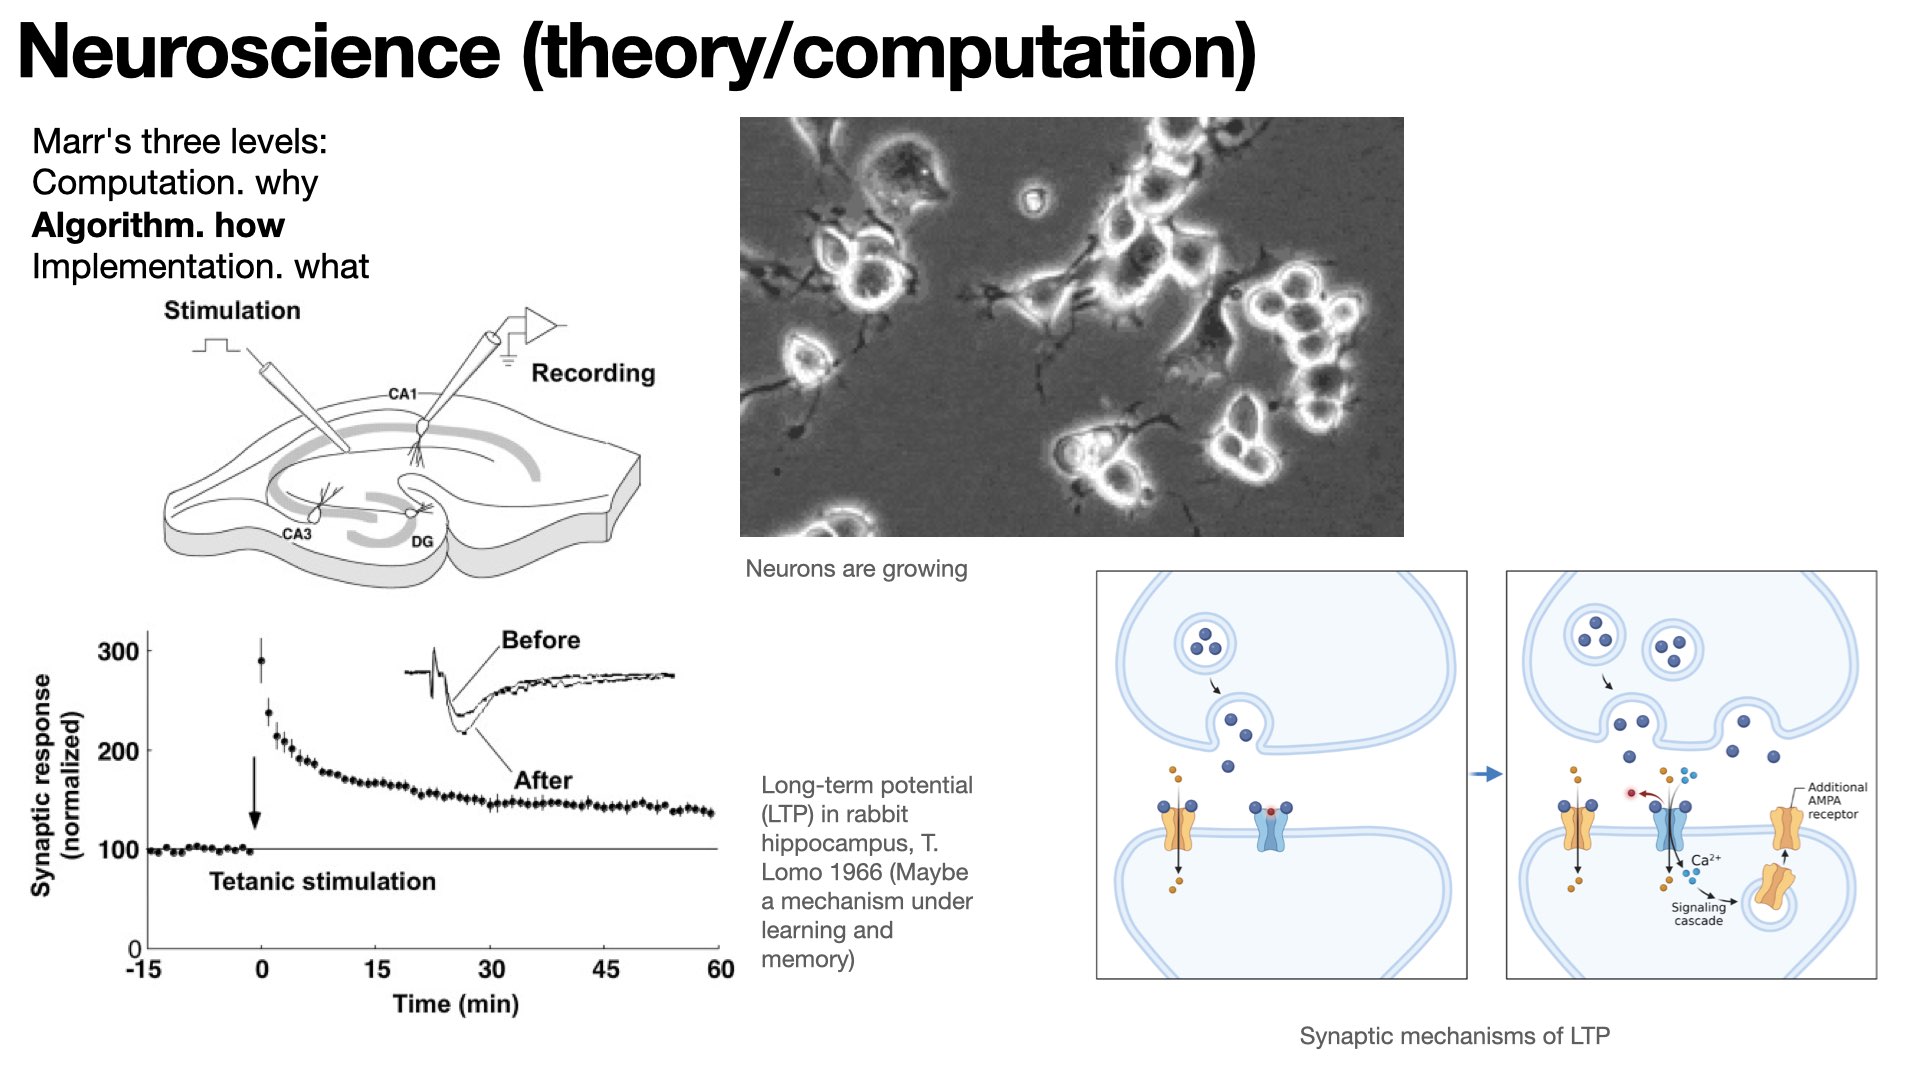 Neuroscience (theory/computation)
Marr's three levels:
Computation. why
Algorithm. how
Implementation. what
Stimulation
Recording
CA1
CA3
DG
Neurons are growing
300
200
100
0
Synaptic response
(normalized)
Before
After
Tetanic stimulation
-15
0
15
30
45
60
Time (min)
Long-term potential
(LTP) in rabbit
hippocampus, T.
Lomo 1966 (Maybe
a mechanism under
learning and
memory)
Additional
AMPA
receptor
Ca²⁺
Signaling
cascade
Synaptic mechanisms of LTP